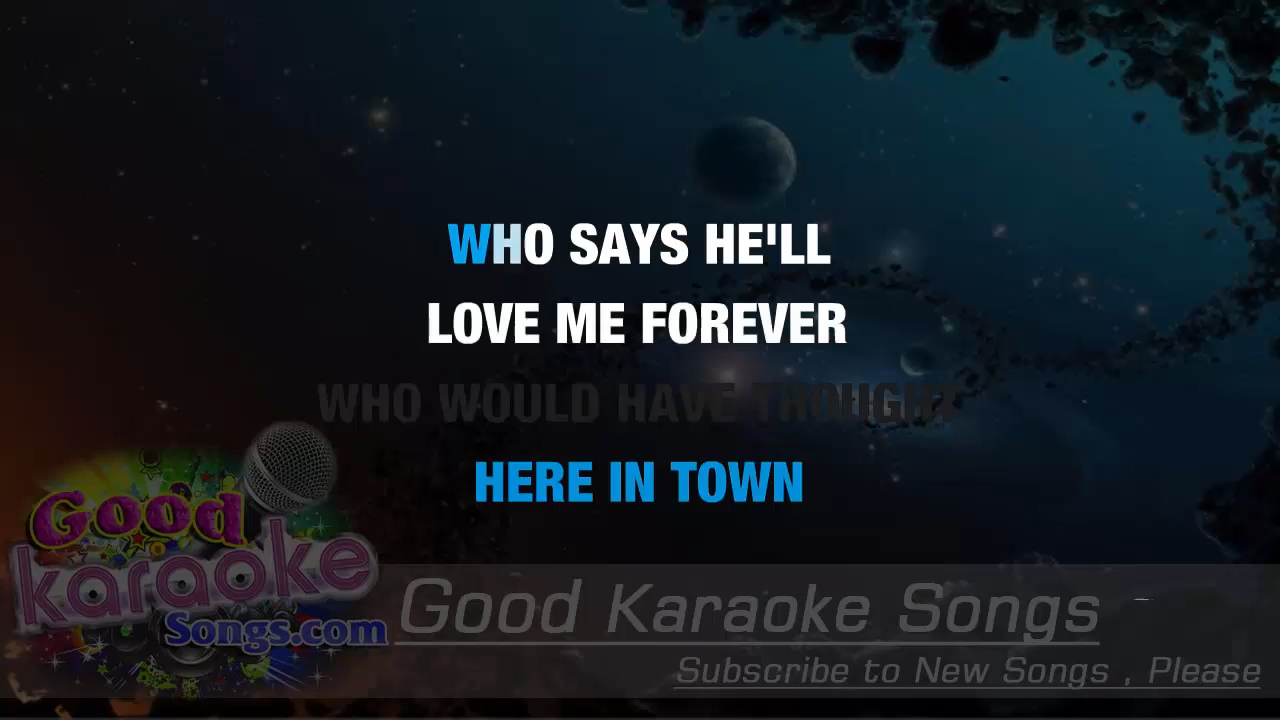 WHO SAYS HE'LL
LOVE ME FOREVER
WHO WOULD HAVE THOUGHT
HERE IN TOWN
Good
karaoke
Songs.com
Good Karaoke Songs
Subscribe to New Songs , Please